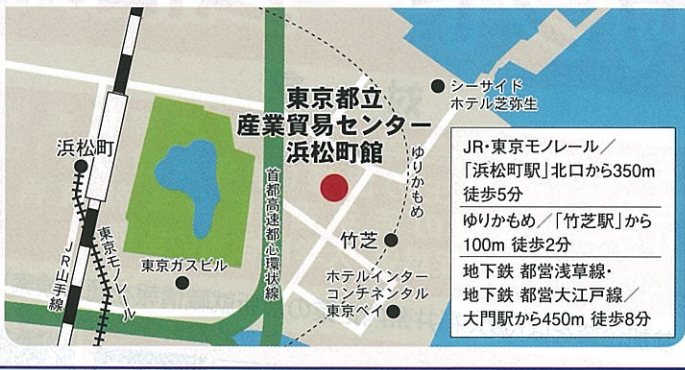 東京都立
産業貿易センター
浜松町館
シーサイド
ホテル芝弥生
浜松町
ゆりかもめ
首都高速都心環状線
竹芝
東京ガスビル
東京モノレール
JR山手線
ホテルインター
コンチネンタル
東京ベイ
JR・東京モノレール／
「浜松町駅」北口から350m
徒歩5分
ゆりかもめ／「竹芝駅」から
100m 徒歩2分
地下鉄 都営浅草線・
地下鉄 都営大江戸線／
大門駅から450m 徒歩8分